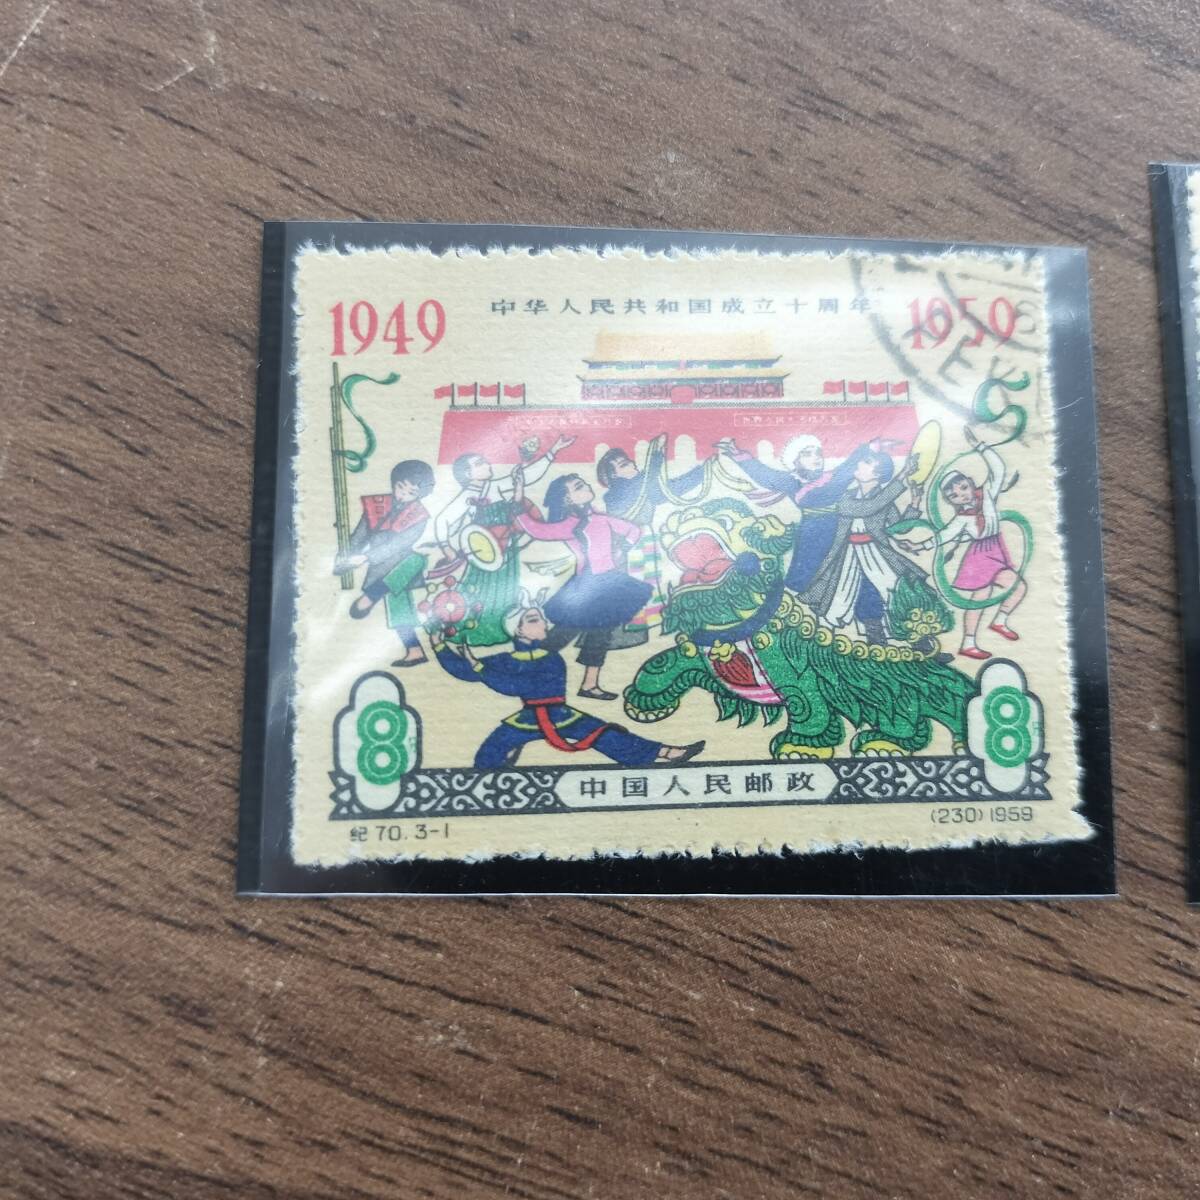 中华人民共和国成立十周年
1949 1959
8 8
中国人民邮政
纪70.3-1 (230)1959